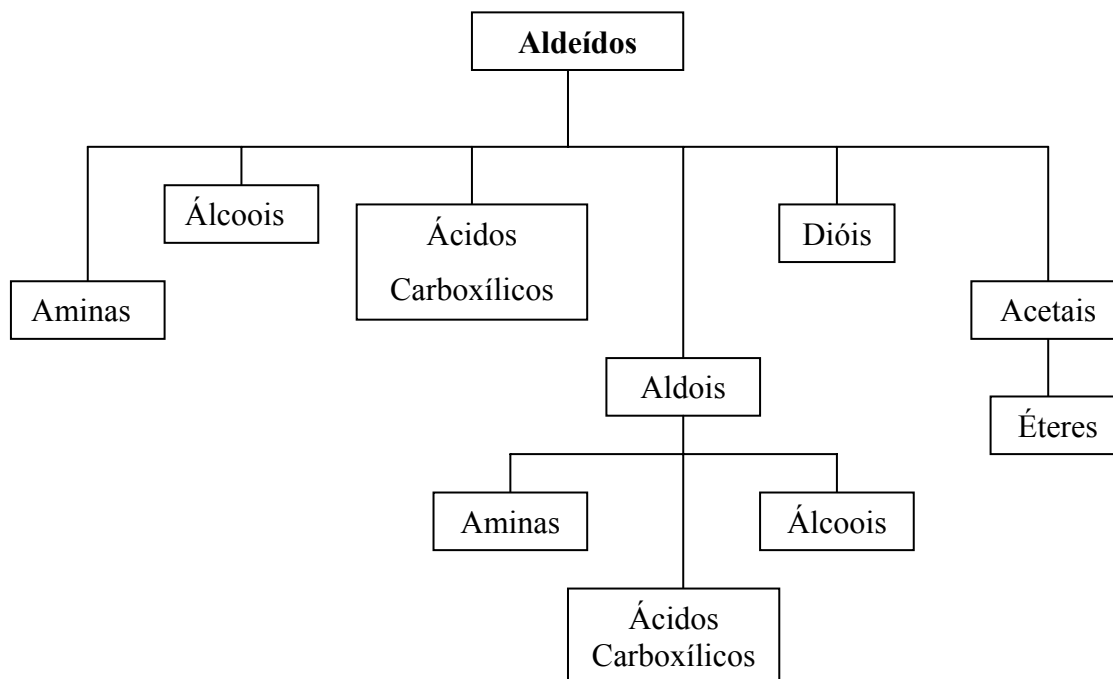 Aldeídos
Álcoois
Ácidos
Carboxílicos
Dióis
Aminas
Acetais
Aldois
Éteres
Aminas
Álcoois
Ácidos
Carboxílicos